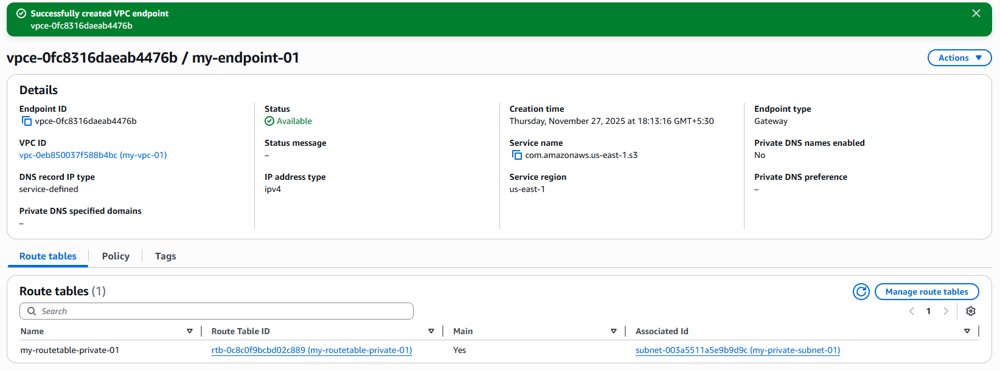 Successfully created VPC endpoint
vpce-0fc8316daeab4476b
vpce-0fc8316daeab4476b / my-endpoint-01
Actions
Details
Endpoint ID
vpce-0fc8316daeab4476b
Status
Available
Creation time
Thursday, November 27, 2025 at 18:13:16 GMT+5:30
Endpoint type
Gateway
VPC ID
vpc-0eb850037f588b4bc (my-vpc-01)
Status message
–
Service name
com.amazonaws.us-east-1.s3
Private DNS names enabled
No
DNS record IP type
service-defined
IP address type
ipv4
Service region
us-east-1
Private DNS preference
–
Private DNS specified domains
–
Route tables
Policy
Tags
Route tables (1)
Manage route tables
Search
1
Name
Route Table ID
Main
Associated Id
my-routetable-private-01
rtb-0c8c0f9bcbd02c889 (my-routetable-private-01)
Yes
subnet-003a5511a5e9b9d9c (my-private-subnet-01)